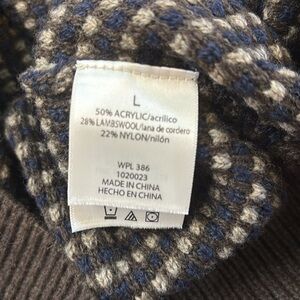 L
50% ACRYLIC/acrílico
28% LAMBSWOOL/lana de cordero
22% NYLON/nilón
WPL 386
1020023
MADE IN CHINA
HECHO EN CHINA